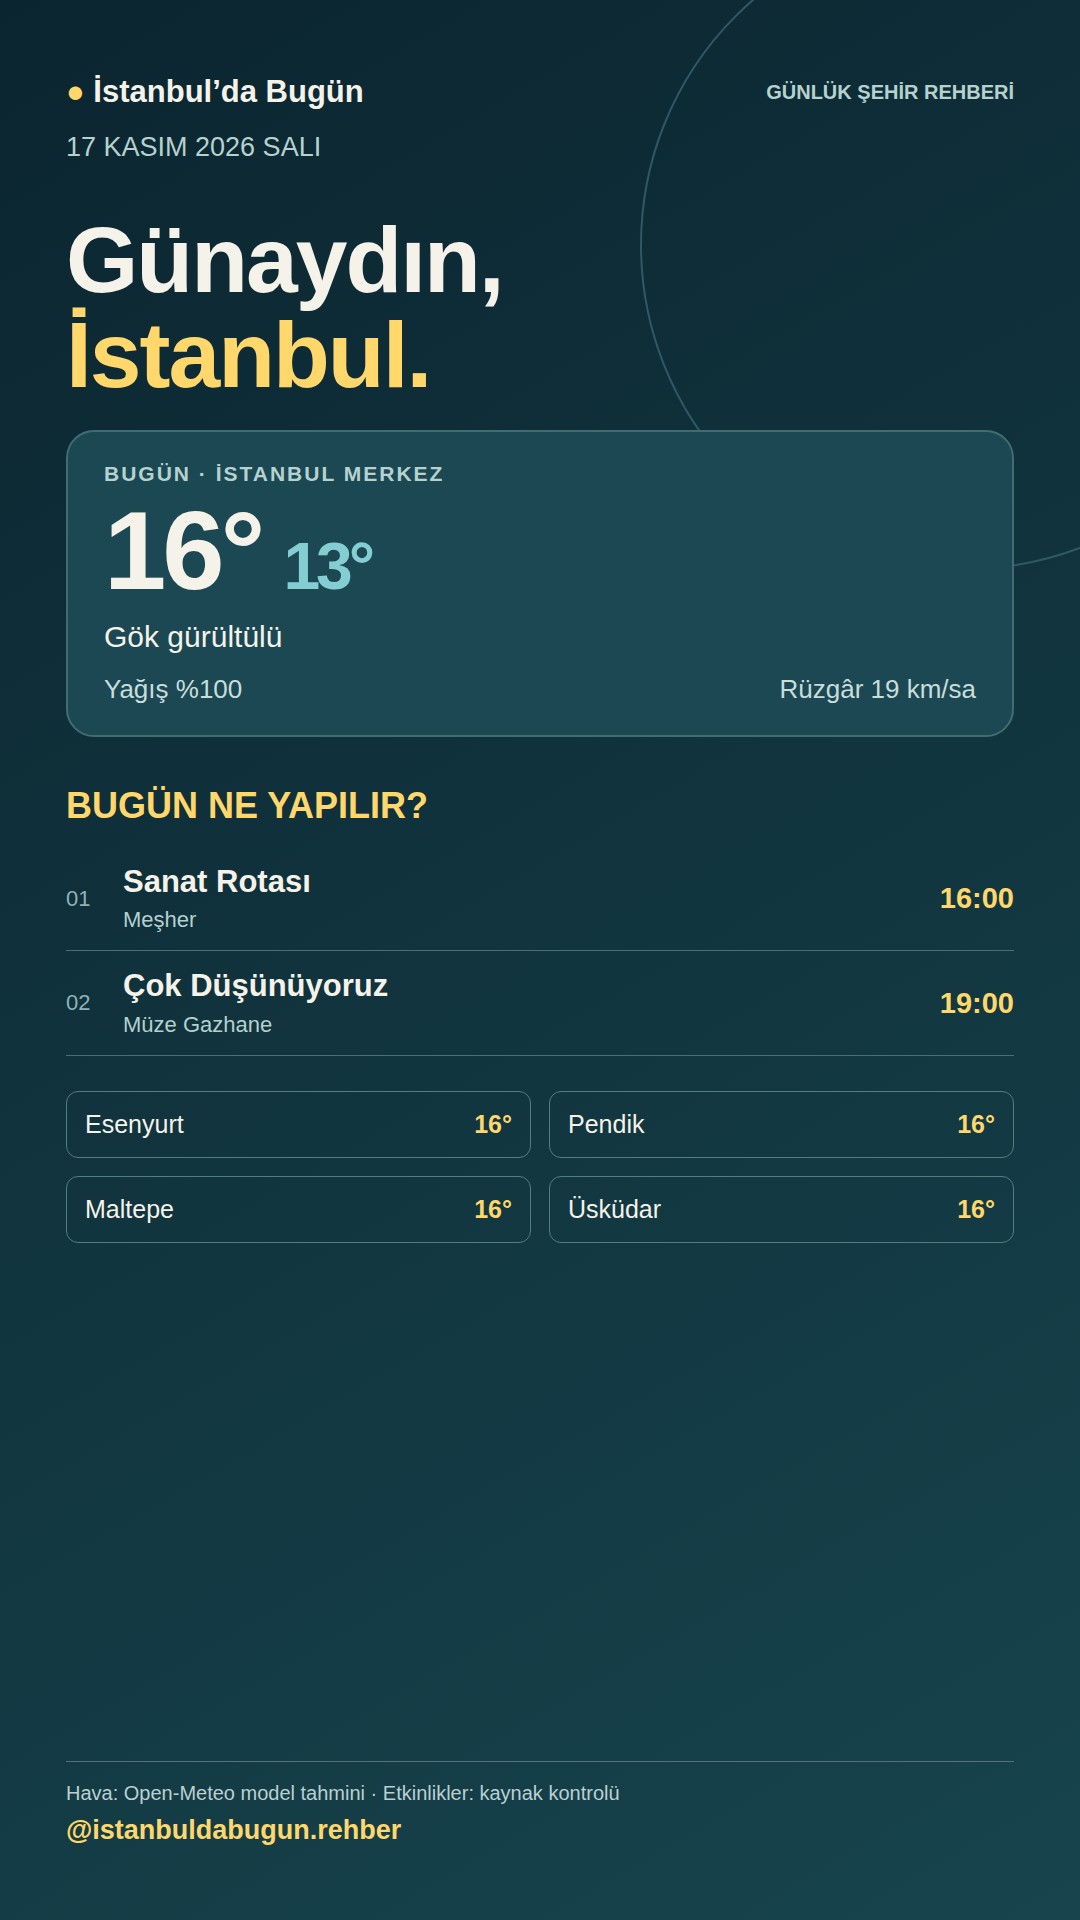 ● İstanbul’da Bugün
GÜNLÜK ŞEHİR REHBERİ
17 KASIM 2026 SALI
Günaydın,
İstanbul.
BUGÜN · İSTANBUL MERKEZ
16° 13°
Gök gürültülü
Yağış %100
Rüzgâr 19 km/sa
BUGÜN NE YAPILIR?
01
Sanat Rotası
Meşher
16:00
02
Çok Düşünüyoruz
Müze Gazhane
19:00
Esenyurt 16°
Pendik 16°
Maltepe 16°
Üsküdar 16°
Hava: Open-Meteo model tahmini · Etkinlikler: kaynak kontrolü
@istanbuldabugun.rehber